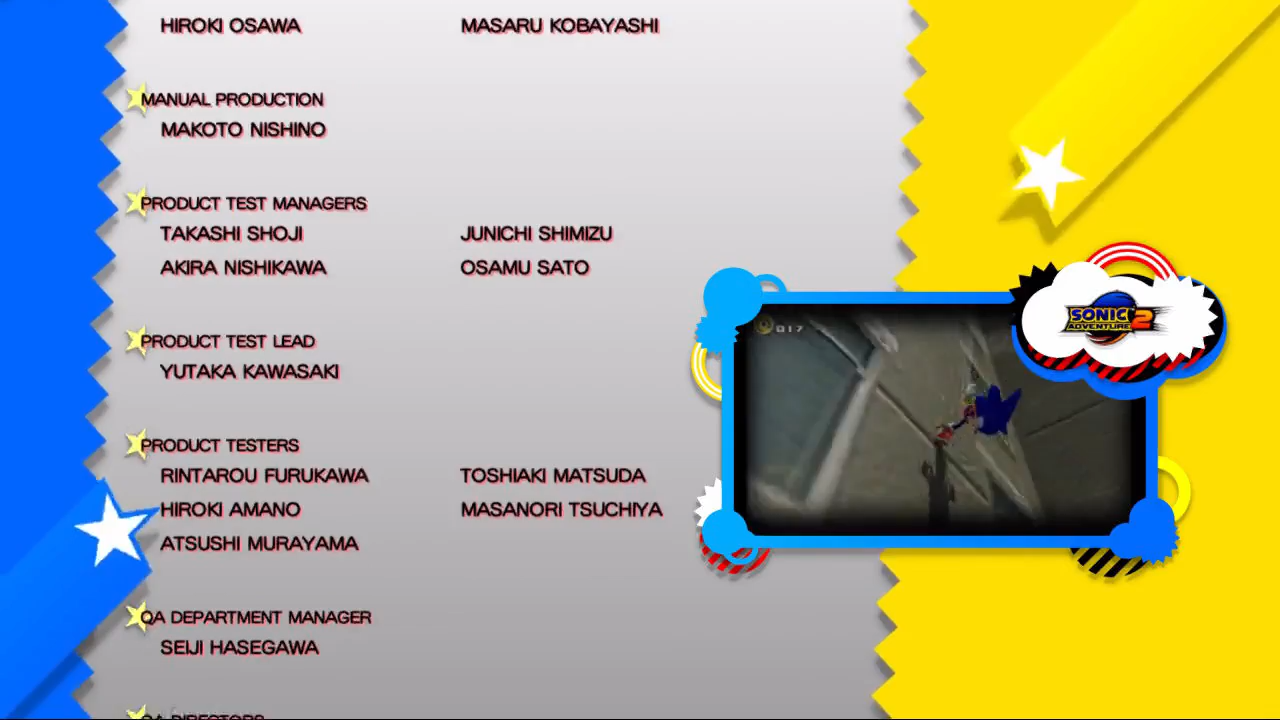 HIROKI OSAWA MASARU KOBAYASHI
MANUAL PRODUCTION
MAKOTO NISHINO
PRODUCT TEST MANAGERS
TAKASHI SHOJI JUNICHI SHIMIZU
AKIRA NISHIKAWA OSAMU SATO
PRODUCT TEST LEAD
YUTAKA KAWASAKI
PRODUCT TESTERS
RINTAROU FURUKAWA TOSHIAKI MATSUDA
HIROKI AMANO MASANORI TSUCHIYA
ATSUSHI MURAYAMA
QA DEPARTMENT MANAGER
SEIJI HASEGAWA
QA DIRECTORS
SONIC
ADVENTURE 2
017